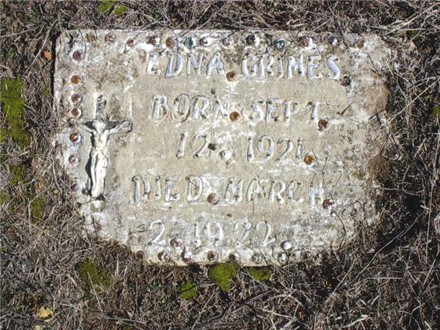 EDNA GRIMES
BORN SEPT
12 1921
DIED MARCH
2 1922